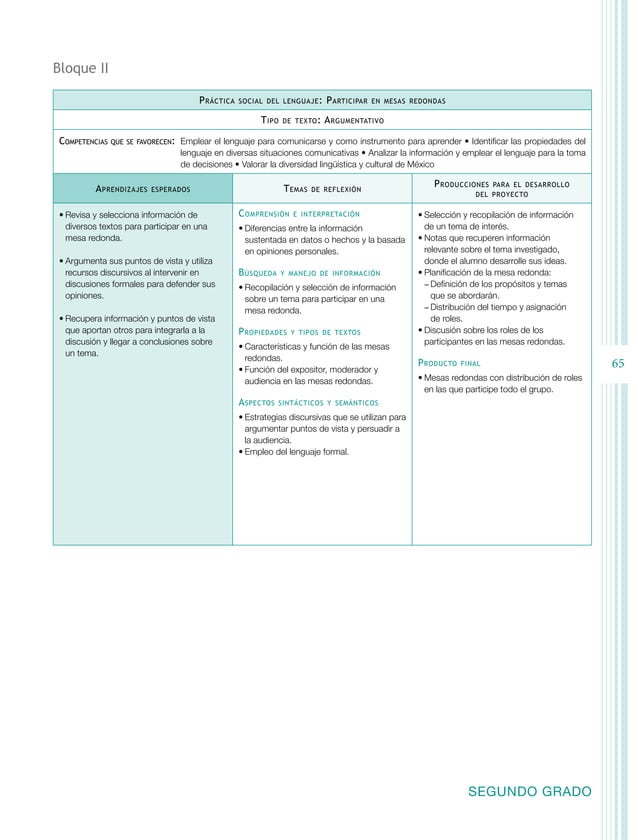 Bloque II
Práctica social del lenguaje: Participar en mesas redondas
Tipo de texto: Argumentativo
Competencias que se favorecen: Emplear el lenguaje para comunicarse y como instrumento para aprender • Identificar las propiedades del
lenguaje en diversas situaciones comunicativas • Analizar la información y emplear el lenguaje para la toma
de decisiones • Valorar la diversidad lingüística y cultural de México
Aprendizajes esperados
• Revisa y selecciona información de
diversos textos para participar en una
mesa redonda.
• Argumenta sus puntos de vista y utiliza
recursos discursivos al intervenir en
discusiones formales para defender sus
opiniones.
• Recupera información y puntos de vista
que aportan otros para integrarla a la
discusión y llegar a conclusiones sobre
un tema.
Temas de reflexión
Comprensión e interpretación
• Diferencias entre la información
sustentada en datos o hechos y la basada
en opiniones personales.
Búsqueda y manejo de información
• Recopilación y selección de información
sobre un tema para participar en una
mesa redonda.
Propiedades y tipos de textos
• Características y función de las mesas
redondas.
• Función del expositor, moderador y
audiencia en las mesas redondas.
Aspectos sintácticos y semánticos
• Estrategias discursivas que se utilizan para
argumentar puntos de vista y persuadir a
la audiencia.
• Empleo del lenguaje formal.
Producciones para el desarrollo
del proyecto
• Selección y recopilación de información
de un tema de interés.
• Notas que recuperen información
relevante sobre el tema investigado,
donde el alumno desarrolle sus ideas.
• Planificación de la mesa redonda:
– Definición de los propósitos y temas
que se abordarán.
– Distribución del tiempo y asignación
de roles.
• Discusión sobre los roles de los
participantes en las mesas redondas.
Producto final
• Mesas redondas con distribución de roles
en las que participe todo el grupo.
65
SEGUNDO GRADO